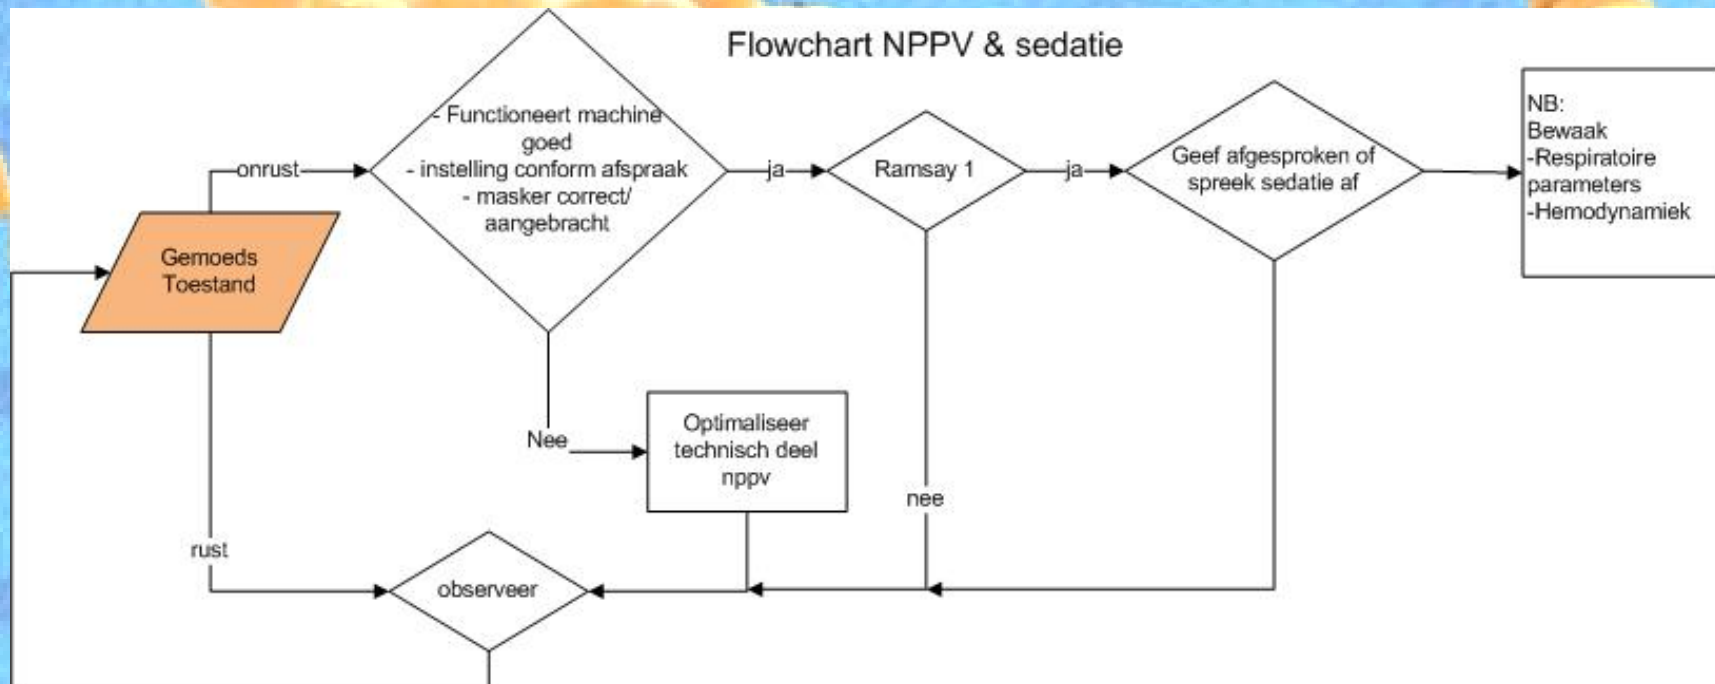 Flowchart NPPV & sedatie
- Functioneert machine
goed
- instelling conform afspraak
- masker correct/
aangebracht
onrust
ja
Ramsay 1
ja
Geef afgesproken of
spreek sedatie af
NB:
Bewaak
-Respiratoire
parameters
-Hemodynamiek
Gemoeds
Toestand
Nee
Optimaliseer
technisch deel
nppv
nee
rust
observeer